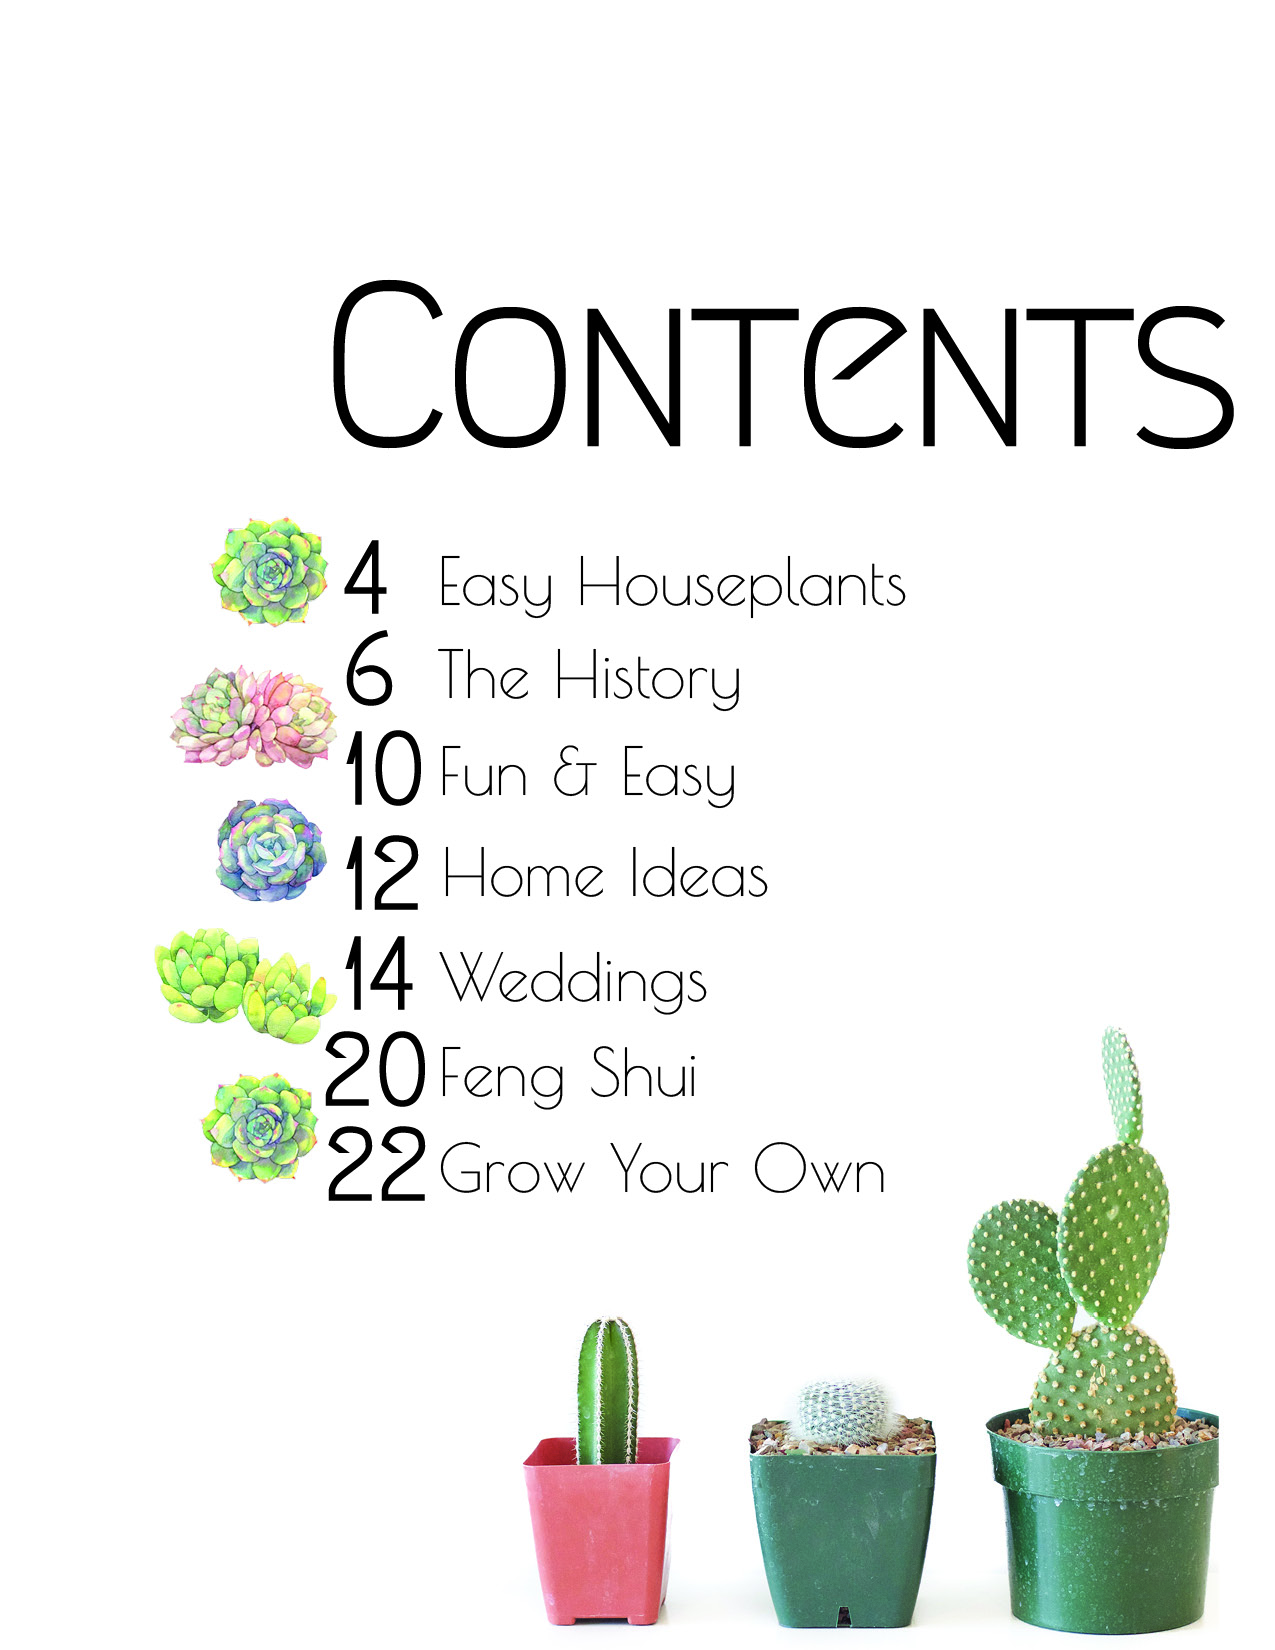 Contents
4 Easy Houseplants
6 The History
10 Fun & Easy
12 Home Ideas
14 Weddings
20 Feng Shui
22 Grow Your Own